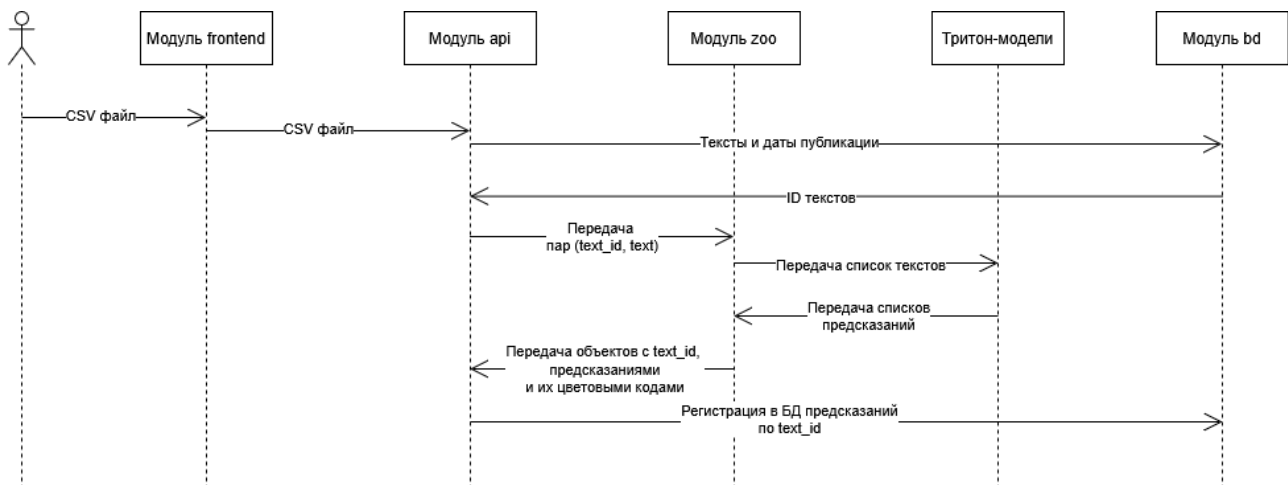 Модуль frontend
Модуль api
Модуль zoo
Тритон-модели
Модуль bd
CSV файл
CSV файл
Тексты и даты публикации
ID текстов
Передача
пар (text_id, text)
Передача список текстов
Передача списков
предсказаний
Передача объектов с text_id,
предсказаниями
и их цветовыми кодами
Регистрация в БД предсказаний
по text_id